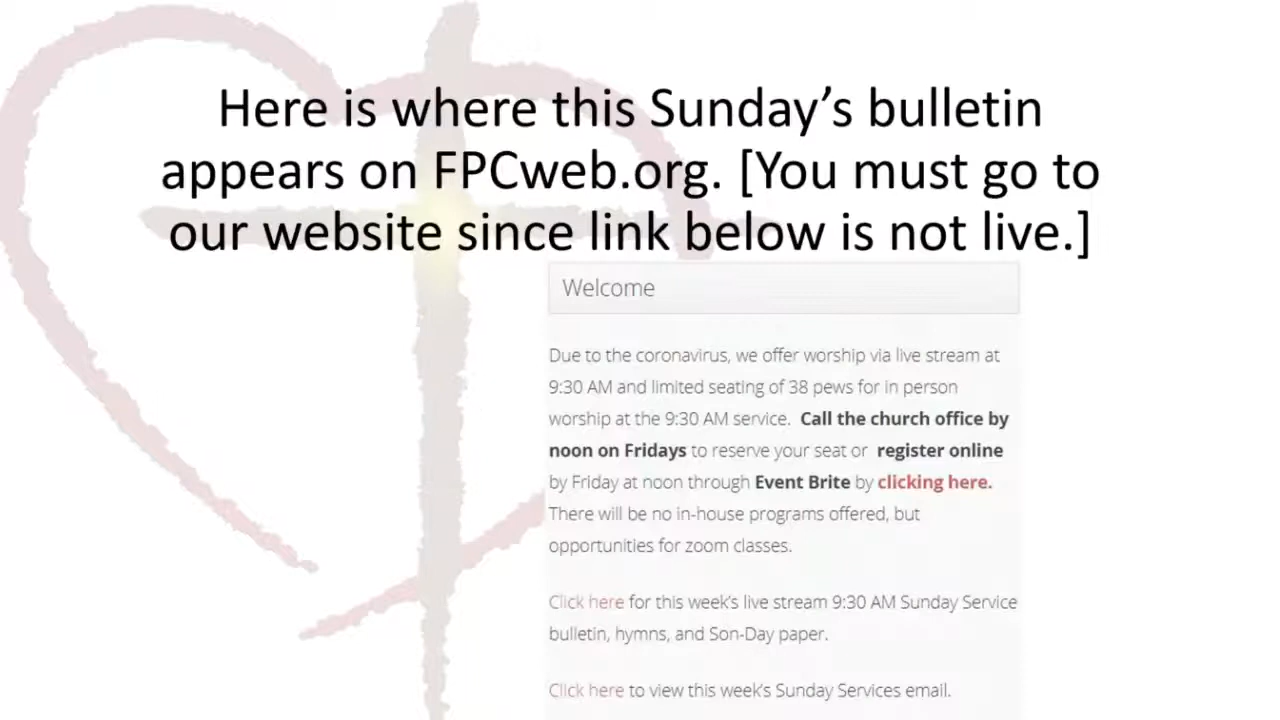 Here is where this Sunday’s bulletin
appears on FPCweb.org. [You must go to
our website since link below is not live.]
Welcome
Due to the coronavirus, we offer worship via live stream at
9:30 AM and limited seating of 38 pews for in person
worship at the 9:30 AM service. Call the church office by
noon on Fridays to reserve your seat or register online
by Friday at noon through Event Brite by clicking here.
There will be no in-house programs offered, but
opportunities for zoom classes.
Click here for this week’s live stream 9:30 AM Sunday Service
bulletin, hymns, and Son-Day paper.
Click here to view this week’s Sunday Services email.